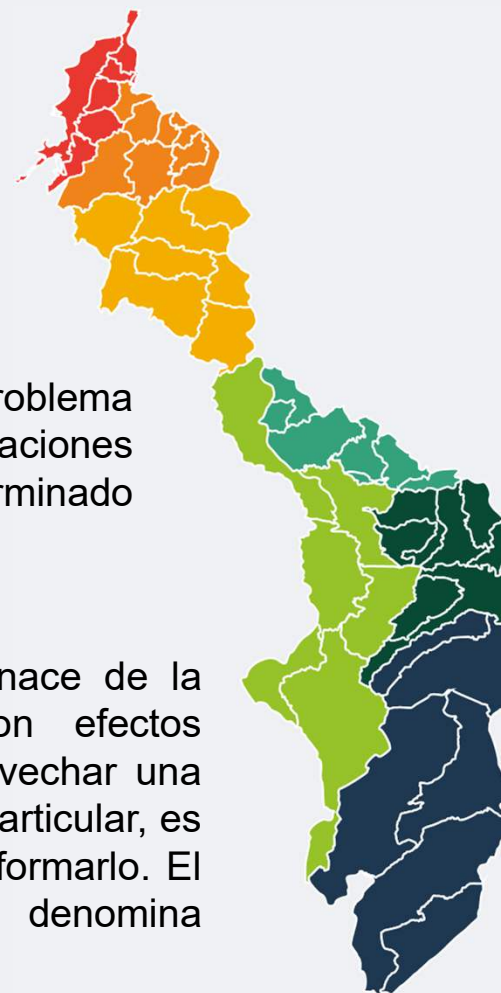 roblema
aciones
rminado
nace de la
on efectos
vechar una
articular, es
formarlo. El
denomina